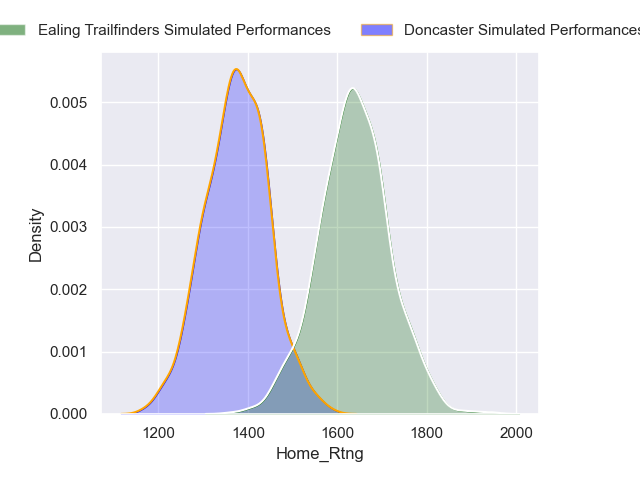 Ealing Trailfinders Simulated Performances
Doncaster Simulated Performances
Density
0.005
0.004
0.003
0.002
0.001
0.000
1200 1400 1600 1800 2000
Home_Rtng